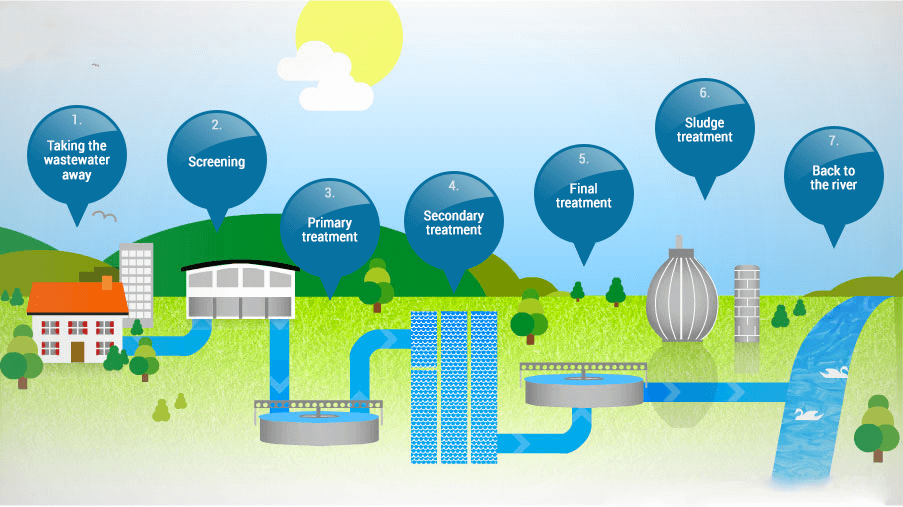 1.
Taking the
wastewater
away
2.
Screening
3.
Primary
treatment
4.
Secondary
treatment
5.
Final
treatment
6.
Sludge
treatment
7.
Back to
the river